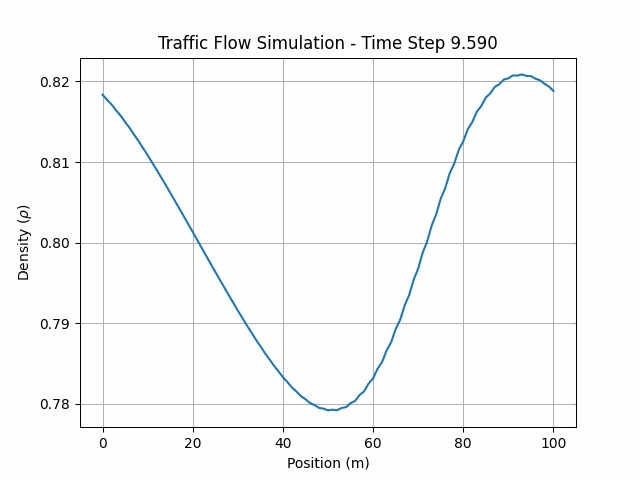 Traffic Flow Simulation - Time Step 9.590
Density (ρ)
0.82
0.81
0.80
0.79
0.78
0 20 40 60 80 100
Position (m)